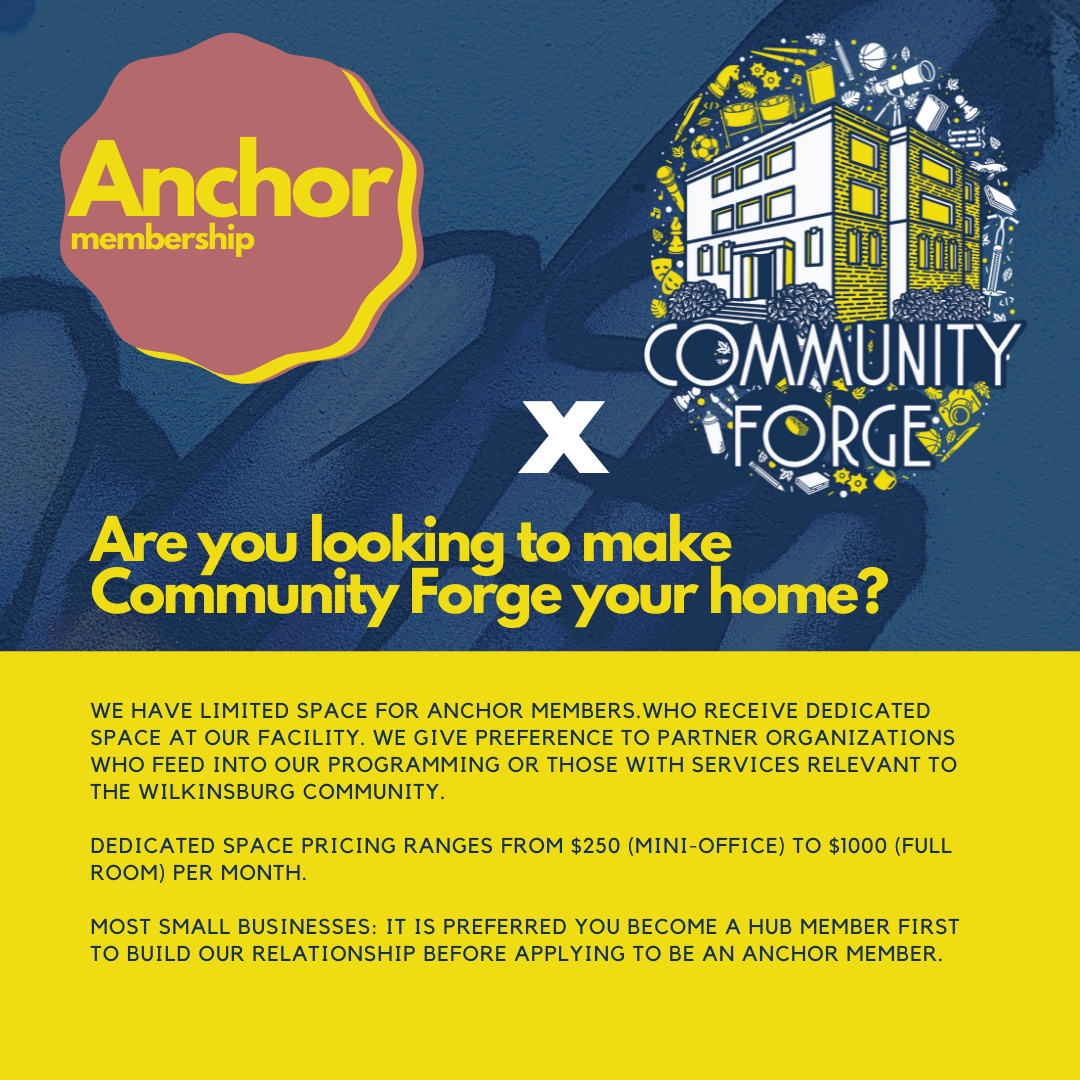 Anchor
membership
COMMUNITY
FORGE
x
Are you looking to make
Community Forge your home?
WE HAVE LIMITED SPACE FOR ANCHOR MEMBERS.WHO RECEIVE DEDICATED
SPACE AT OUR FACILITY. WE GIVE PREFERENCE TO PARTNER ORGANIZATIONS
WHO FEED INTO OUR PROGRAMMING OR THOSE WITH SERVICES RELEVANT TO
THE WILKINSBURG COMMUNITY.
DEDICATED SPACE PRICING RANGES FROM $250 (MINI-OFFICE) TO $1000 (FULL
ROOM) PER MONTH.
MOST SMALL BUSINESSES: IT IS PREFERRED YOU BECOME A HUB MEMBER FIRST
TO BUILD OUR RELATIONSHIP BEFORE APPLYING TO BE AN ANCHOR MEMBER.